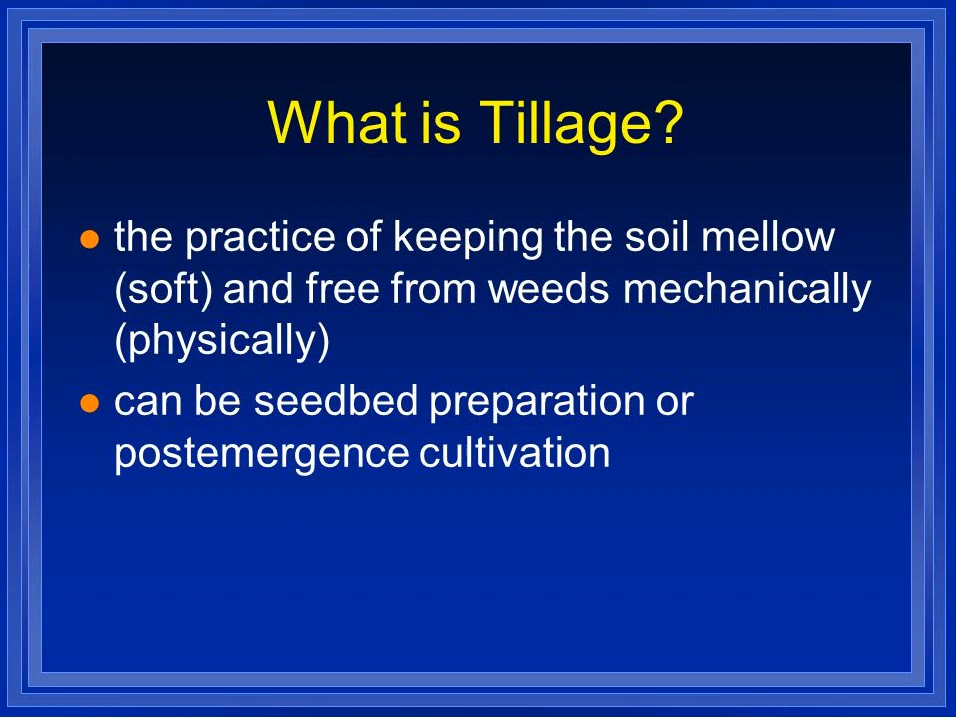 What is Tillage?
● the practice of keeping the soil mellow
(soft) and free from weeds mechanically
(physically)
● can be seedbed preparation or
postemergence cultivation